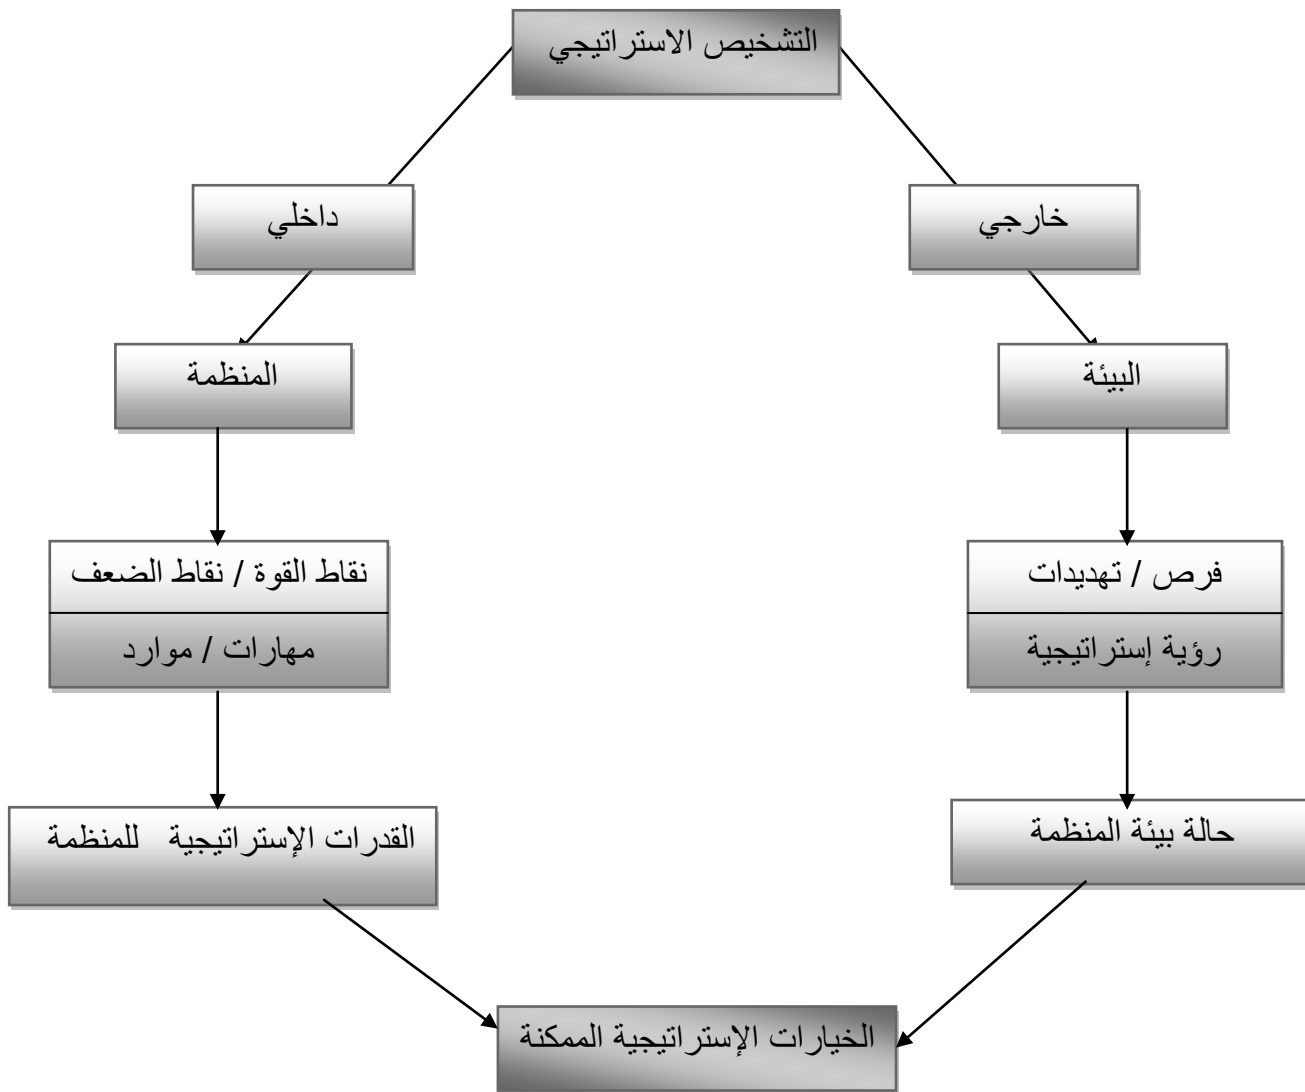 التشخيص الاستراتيجي
خارجي
داخلي
البيئة
المنظمة
فرص / تهديدات
رؤية إستراتيجية
نقاط القوة / نقاط الضعف
مهارات / موارد
حالة بيئة المنظمة
القدرات الإستراتيجية للمنظمة
الخيارات الإستراتيجية الممكنة